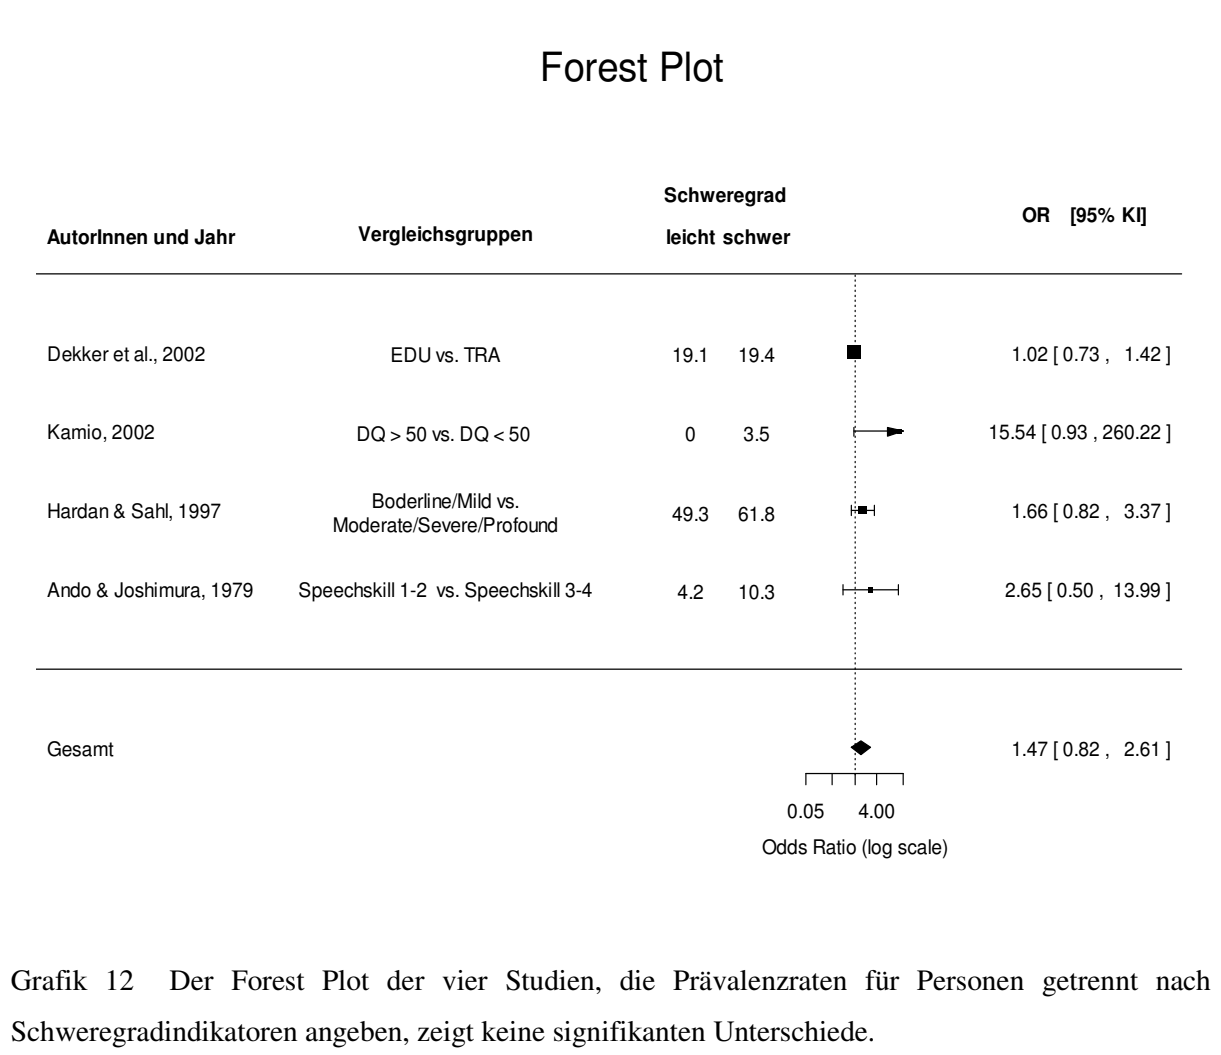 Forest Plot
Schweregrad
OR [95% KI]
AutorInnen und Jahr Vergleichsgruppen leicht schwer
Dekker et al., 2002 EDU vs. TRA 19.1 19.4 1.02 [ 0.73 , 1.42 ]
Kamio, 2002 DQ > 50 vs. DQ < 50 0 3.5 15.54 [ 0.93 , 260.22 ]
Boderline/Mild vs.
Hardan & Sahl, 1997 49.3 61.8 1.66 [ 0.82 , 3.37 ]
Moderate/Severe/Profound
Ando & Joshimura, 1979 Speechskill 1-2 vs. Speechskill 3-4 4.2 10.3 2.65 [ 0.50 , 13.99 ]
Gesamt 1.47 [ 0.82 , 2.61 ]
0.05 4.00
Odds Ratio (log scale)
Grafik 12 Der Forest Plot der vier Studien, die Prävalenzraten für Personen getrennt nach
Schweregradindikatoren angeben, zeigt keine signifikanten Unterschiede.